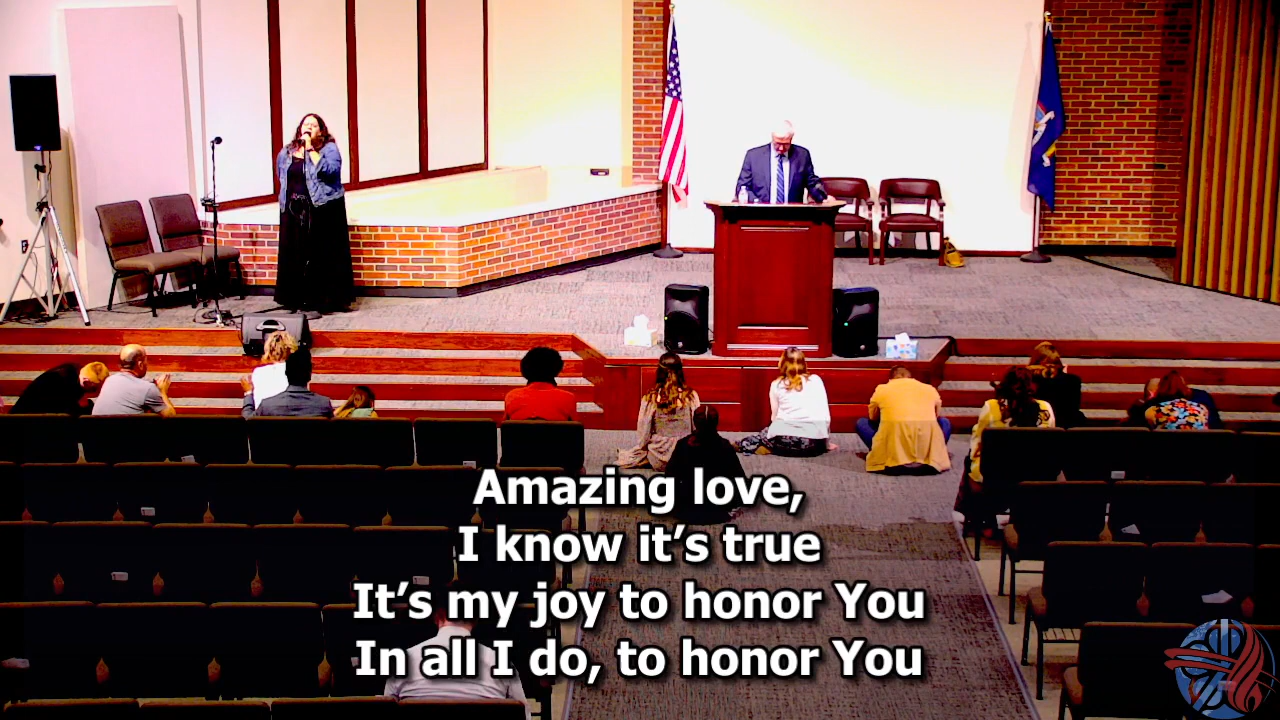 Amazing love,
I know it’s true
It’s my joy to honor You
In all I do, to honor You